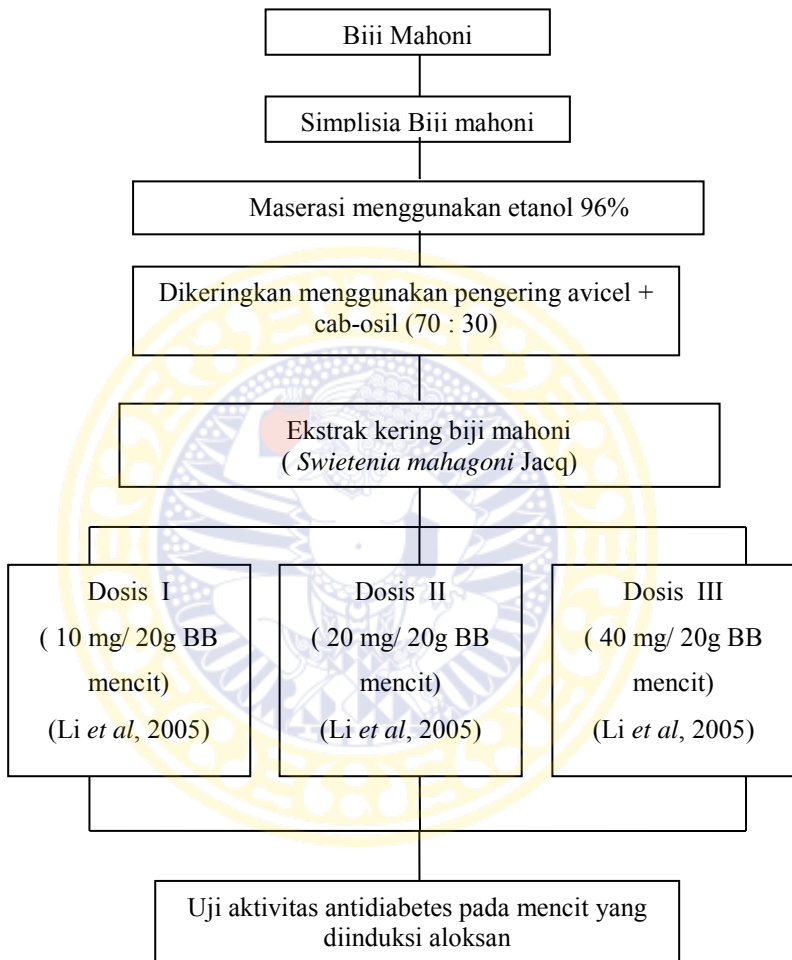 Biji Mahoni
Simplisia Biji mahoni
Maserasi menggunakan etanol 96%
Dikeringkan menggunakan pengering avicel +
cab-osil (70 : 30)
Ekstrak kering biji mahoni
( Swietenia mahagoni Jacq)
Dosis I
( 10 mg/ 20g BB
mencit)
(Li et al, 2005)
Dosis II
( 20 mg/ 20g BB
mencit)
(Li et al, 2005)
Dosis III
( 40 mg/ 20g BB
mencit)
(Li et al, 2005)
Uji aktivitas antidiabetes pada mencit yang
diinduksi aloksan